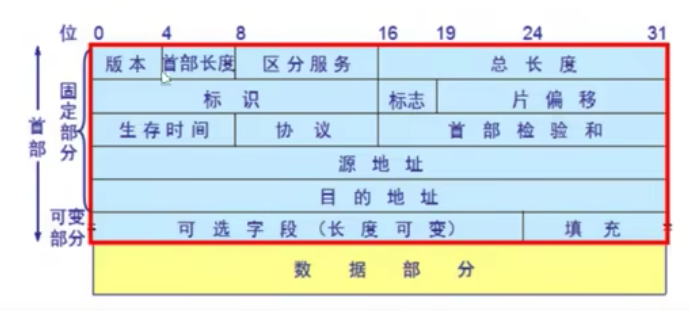 位 0 4 8 16 19 24 31
版本 首部长度 区分服务 总长度
标识 标志 片偏移
生存时间 协议 首部检验和
源地址
目的地址
可选字段（长度可变） 填充
数据部分
首部
固定部分
可变部分